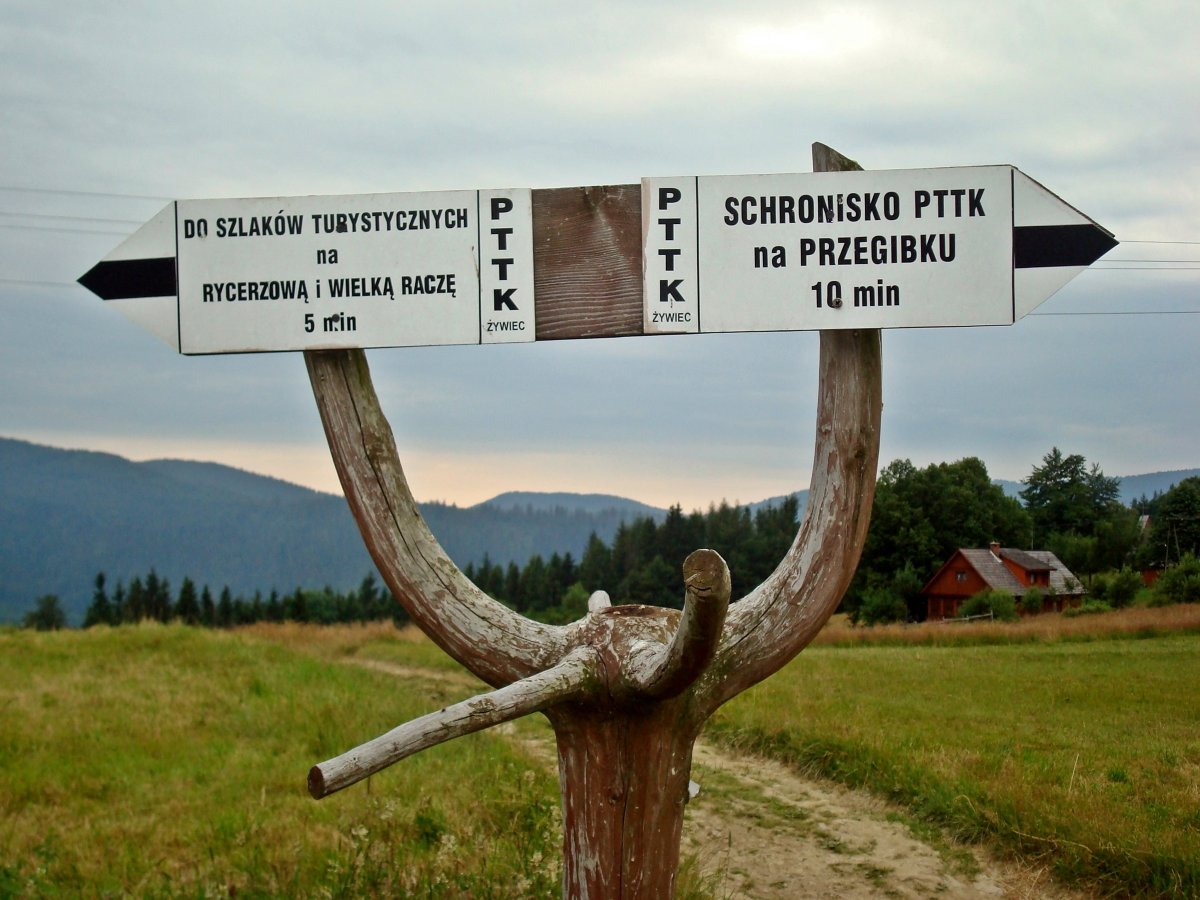 DO SZLAKÓW TURYSTYCZNYCH
na
RYCERZOWĄ i WIELKĄ RACZĘ
5 min
PTTK
ŻYWIEC
PTTK
ŻYWIEC
SCHRONISKO PTTK
na PRZEGIBKU
10 min